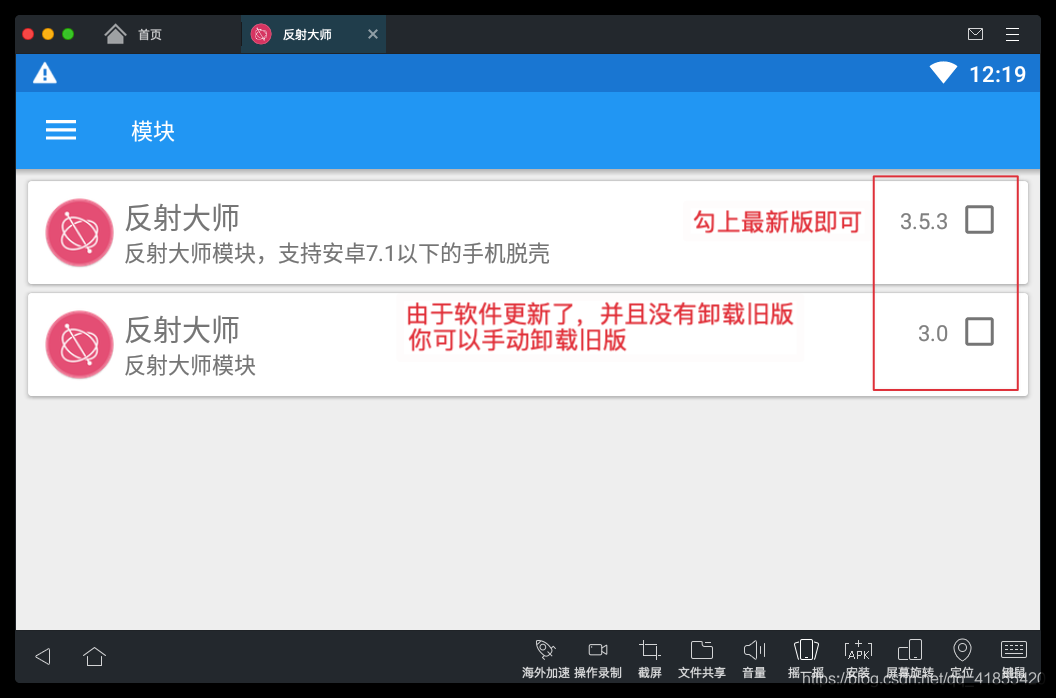 首页
反射大师
12:19
模块
反射大师
反射大师模块，支持安卓7.1以下的手机脱壳
勾上最新版即可
3.5.3
反射大师
反射大师模块
由于软件更新了，并且没有卸载旧版
你可以手动卸载旧版
3.0
海外加速 操作录制 截屏 文件共享 音量 摇一摇 安装 屏幕旋转 定位 键鼠
APK
https://blog.csdn.net/qq_41855420